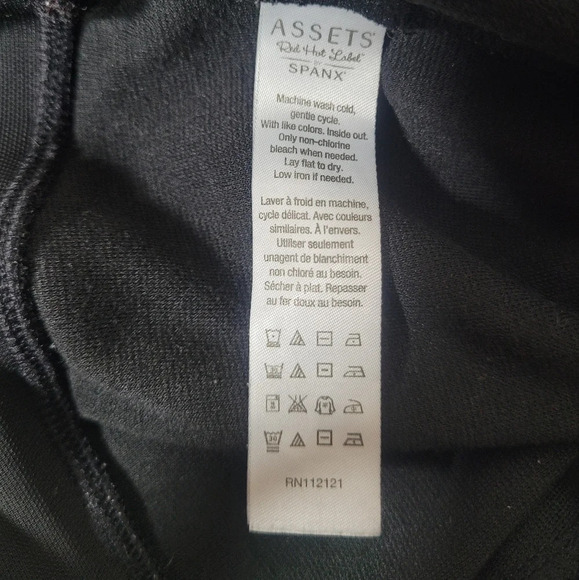 ASSETS®
Red Hot Label™
BY
SPANX®
Machine wash cold,
gentle cycle.
With like colors. Inside out.
Only non-chlorine
bleach when needed.
Lay flat to dry.
Low iron if needed.
Laver à froid en machine,
cycle délicat. Avec couleurs
similaires. À l'envers.
Utiliser seulement
unagent de blanchiment
non chloré au besoin.
Sécher à plat. Repasser
au fer doux au besoin.
30
RN112121